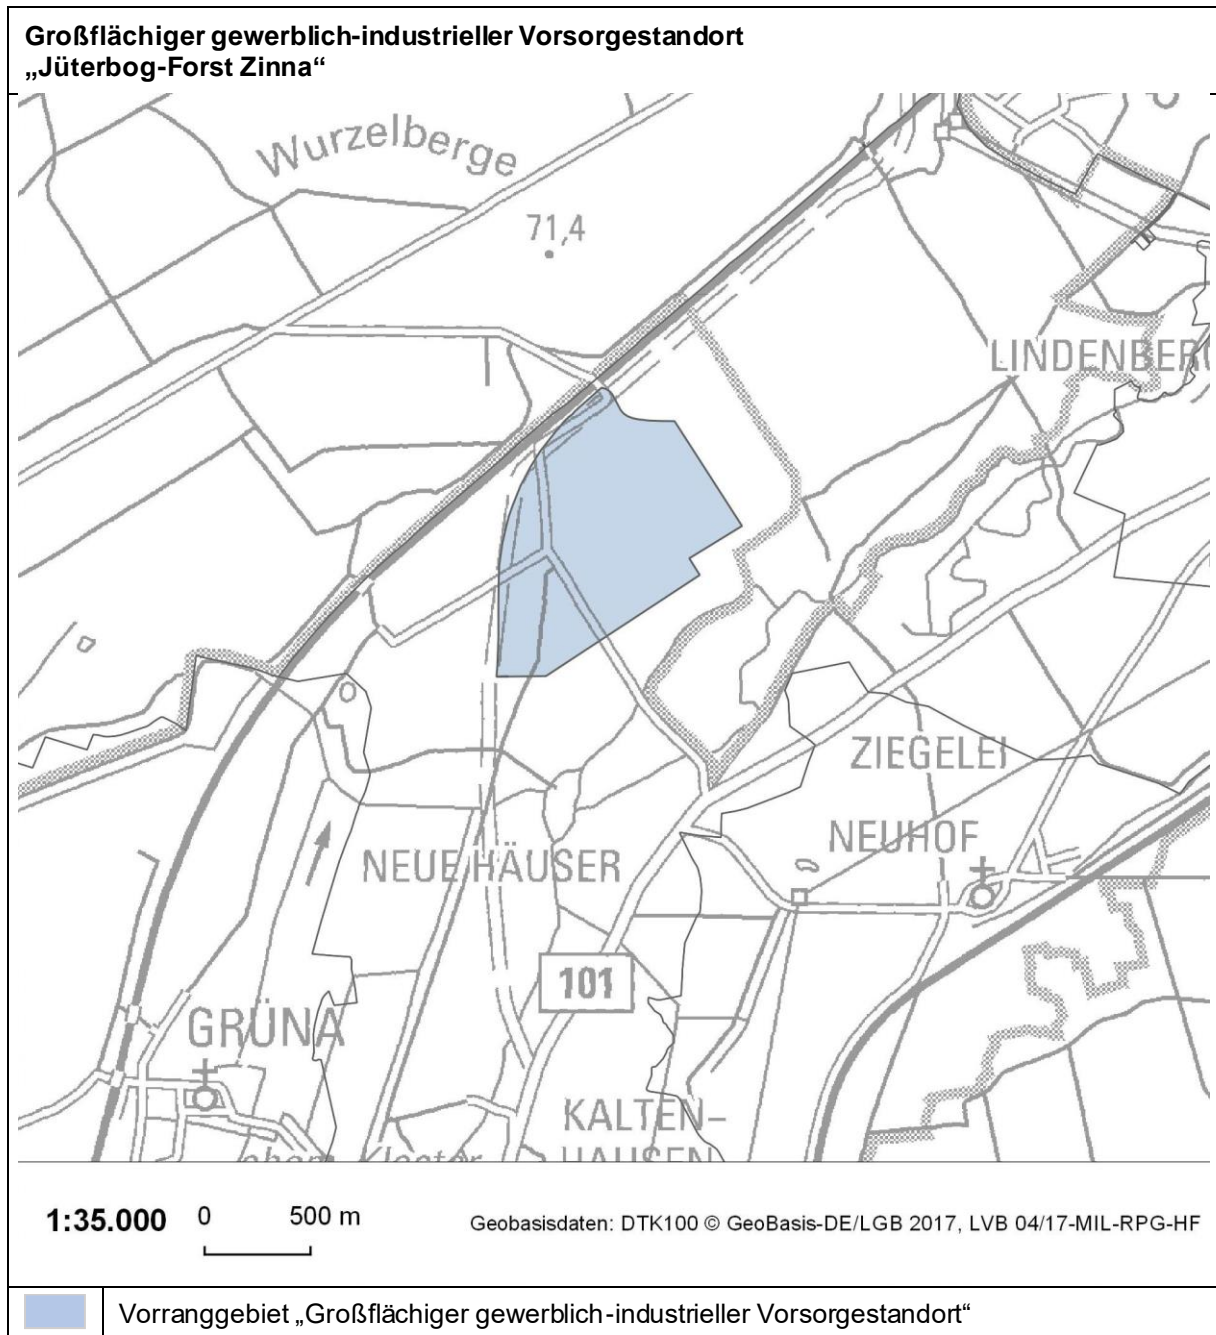 Großflächiger gewerblich-industrieller Vorsorgestandort
„Jüterbog-Forst Zinna“
Wurzelberge
71,4
LINDENBERG
ZIEGELEI
NEUHOF
NEUE HÄUSER
101
GRÜNA
KALTEN-
HAUSEN
Kloster
1:35.000 0 500 m
Geobasisdaten: DTK100 © GeoBasis-DE/LGB 2017, LVB 04/17-MIL-RPG-HF
Vorranggebiet „Großflächiger gewerblich-industrieller Vorsorgestandort“